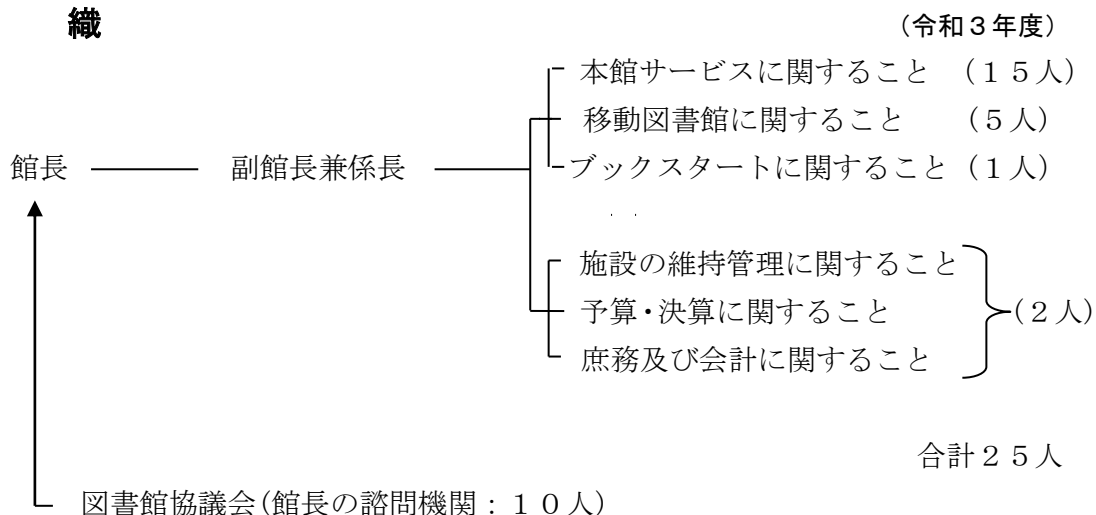 織
（令和３年度）
本館サービスに関すること （１５人）
移動図書館に関すること （５人）
館長 副館長兼係長 ブックスタートに関すること（１人）
施設の維持管理に関すること
予算・決算に関すること （２人）
庶務及び会計に関すること
合計２５人
図書館協議会（館長の諮問機関：１０人）